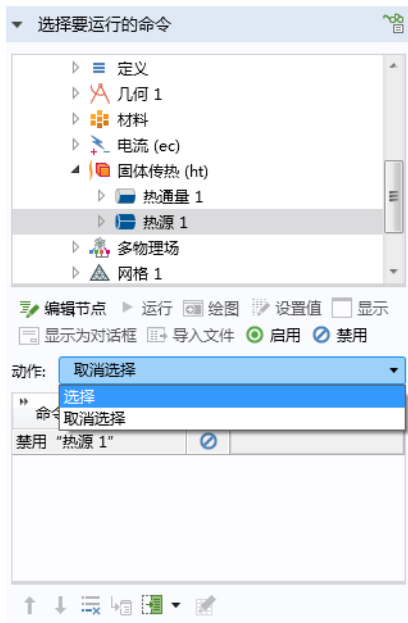 选择要运行的命令
定义
几何 1
材料
电流 (ec)
固体传热 (ht)
热通量 1
热源 1
多物理场
网格 1
编辑节点 运行 绘图 设置值 显示
显示为对话框 导入文件 启用 禁用
动作: 取消选择
选择
取消选择
命令
禁用 "热源 1"